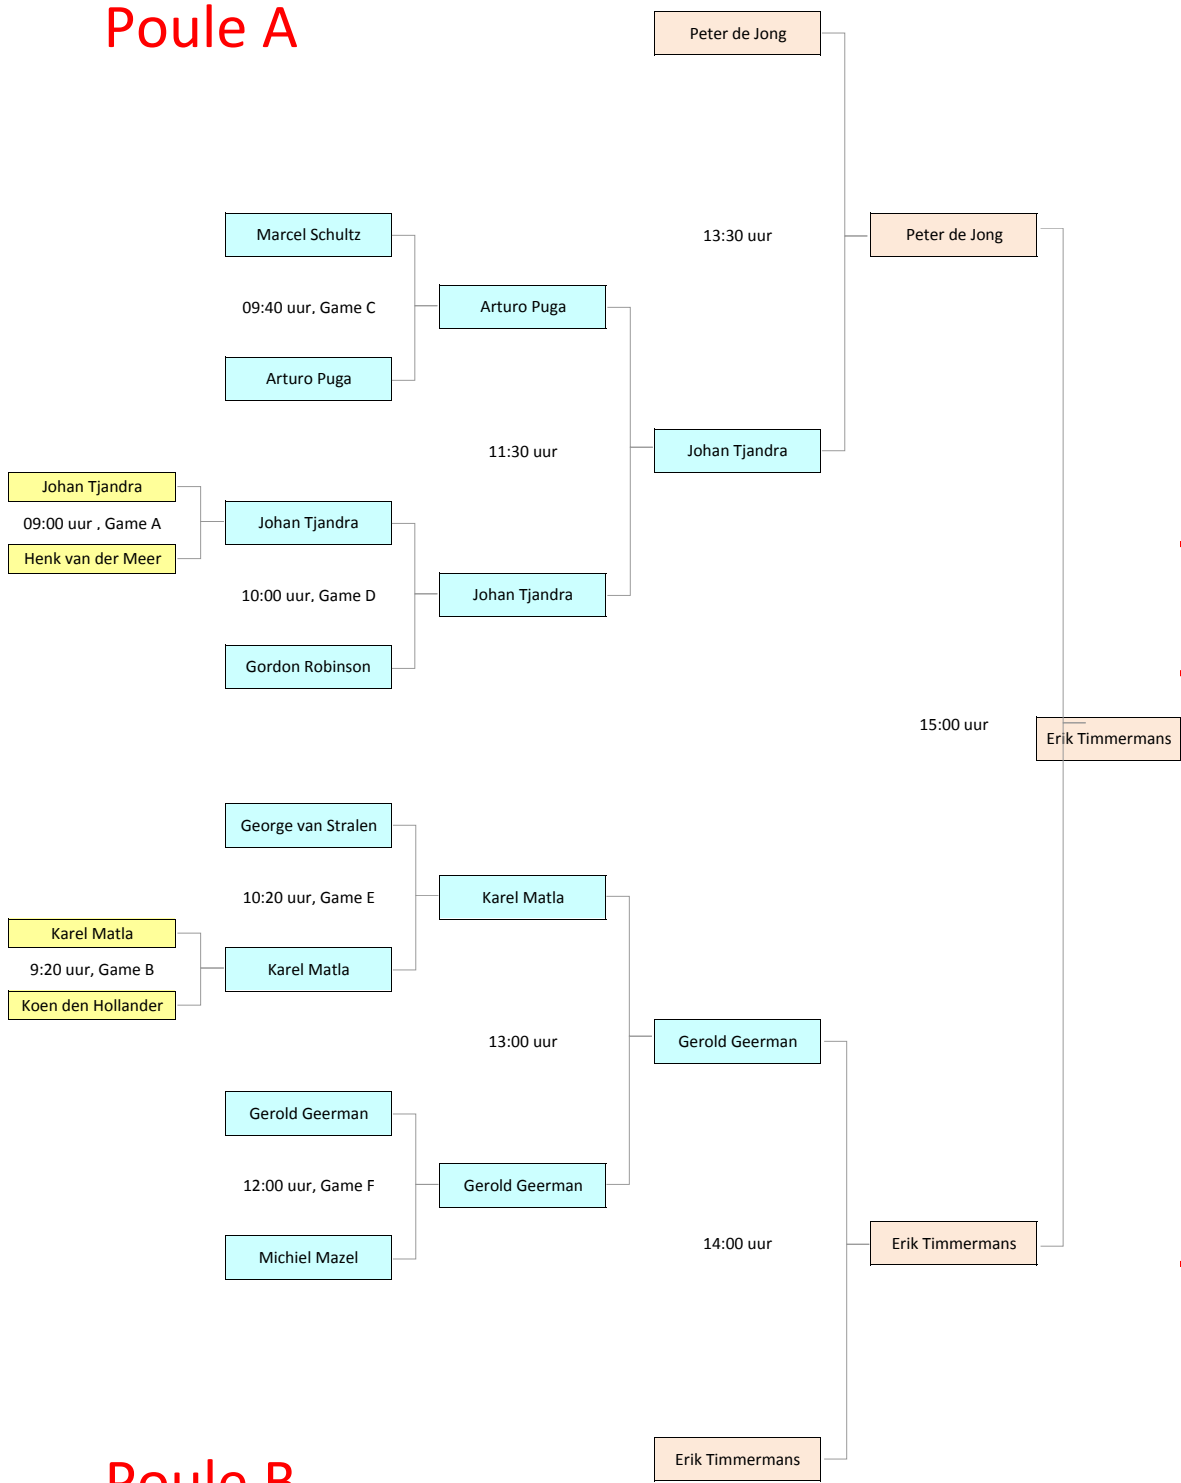 Poule A
Peter de Jong
Marcel Schultz
13:30 uur
Peter de Jong
09:40 uur, Game C
Arturo Puga
Arturo Puga
11:30 uur
Johan Tjandra
Johan Tjandra
09:00 uur , Game A
Johan Tjandra
Henk van der Meer
10:00 uur, Game D
Johan Tjandra
Gordon Robinson
15:00 uur
Erik Timmermans
George van Stralen
10:20 uur, Game E
Karel Matla
Karel Matla
9:20 uur, Game B
Karel Matla
Koen den Hollander
13:00 uur
Gerold Geerman
Gerold Geerman
12:00 uur, Game F
Gerold Geerman
Michiel Mazel
14:00 uur
Erik Timmermans
Erik Timmermans
Poule B